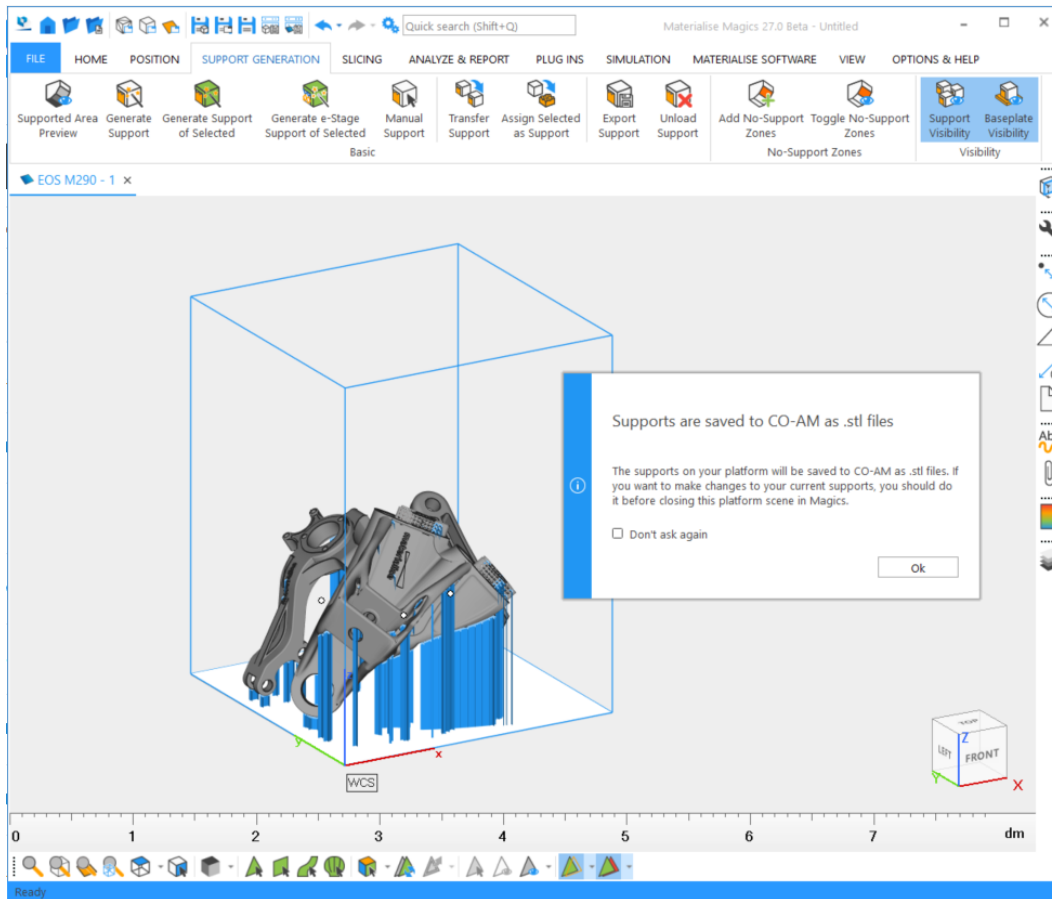 Quick search (Shift+Q)
Materialise Magics 27.0 Beta - Untitled
FILE HOME POSITION SUPPORT GENERATION SLICING ANALYZE & REPORT PLUG INS SIMULATION MATERIALISE SOFTWARE VIEW OPTIONS & HELP
Supported Area Preview
Generate Support
Generate Support of Selected
Generate e-Stage Support of Selected
Manual Support
Transfer Support
Assign Selected as Support
Export Support
Unload Support
Add No-Support Zones
Toggle No-Support Zones
Support Visibility
Baseplate Visibility
Basic
No-Support Zones
Visibility
EOS M290 - 1
Supports are saved to CO-AM as .stl files
The supports on your platform will be saved to CO-AM as .stl files. If
you want to make changes to your current supports, you should do
it before closing this platform scene in Magics.
Don't ask again
Ok
y
x
WCS
TOP
LEFT
FRONT
Z
Y
X
0 1 2 3 4 5 6 7 dm
Ready